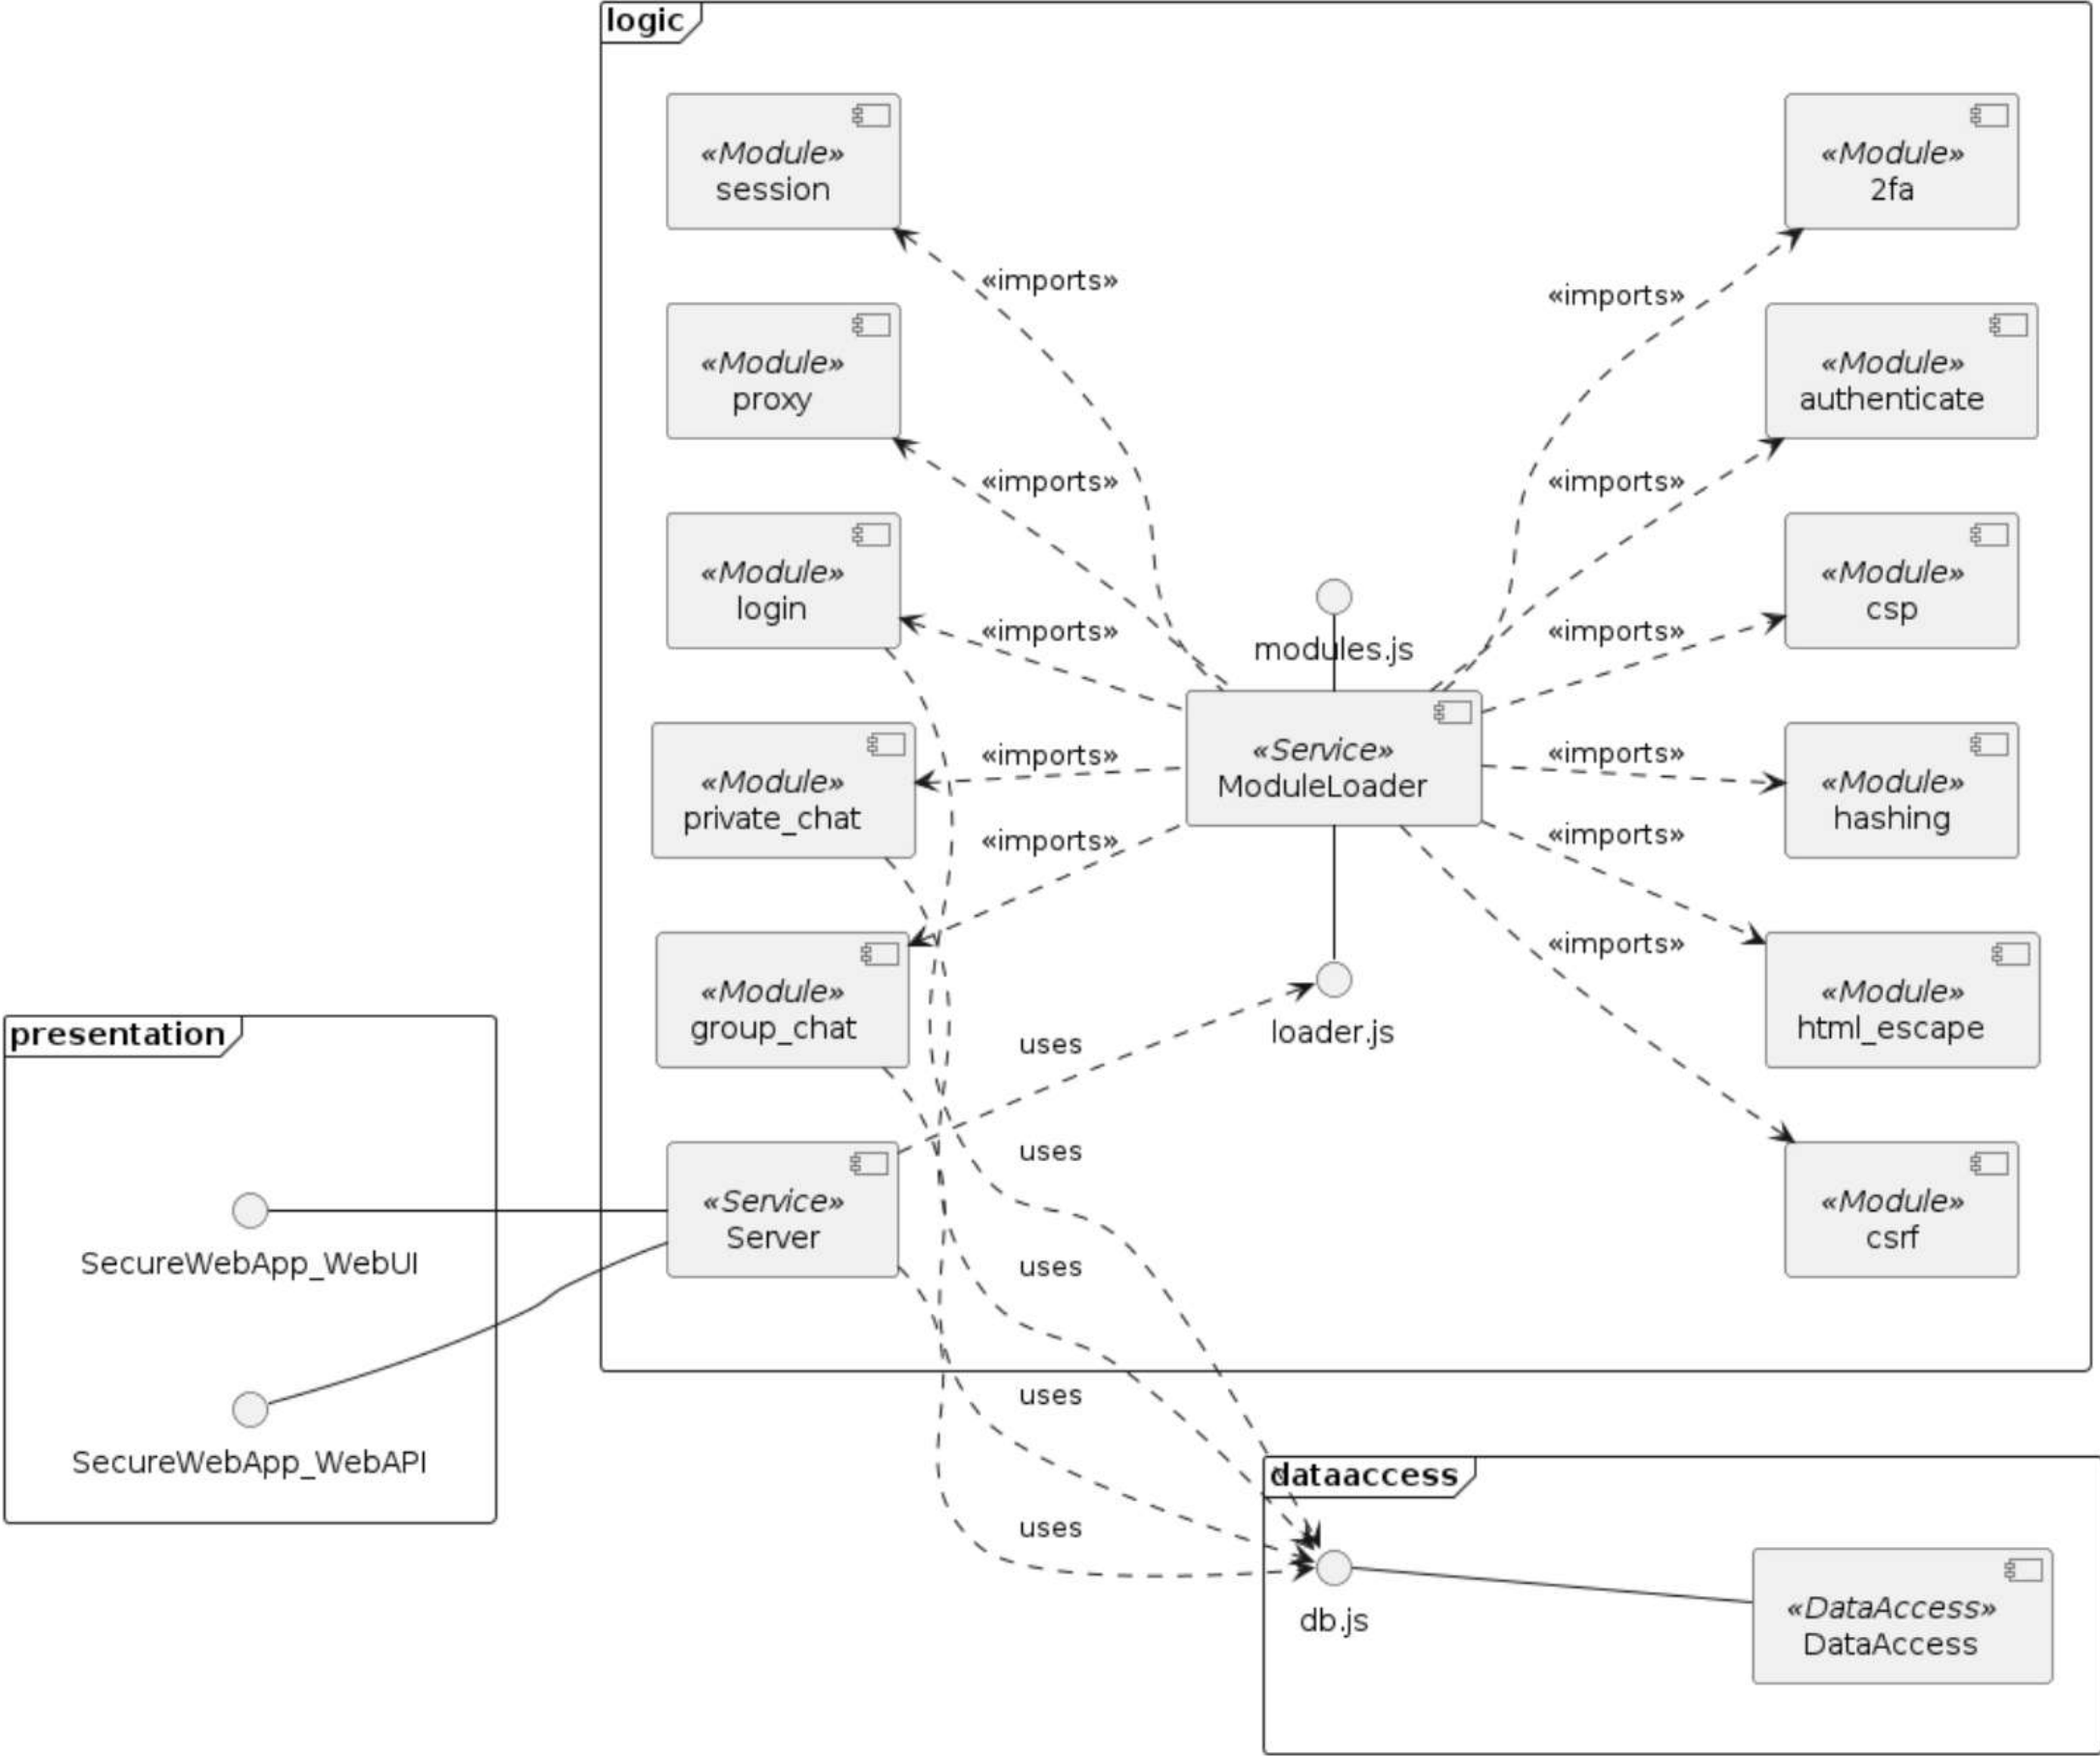 logic
«Module»
session
«Module»
2fa
«imports»
«imports»
«Module»
proxy
«Module»
authenticate
«imports»
«imports»
«Module»
login
«Module»
csp
«imports»
«imports»
modules.js
«Module»
private_chat
«imports»
«Service»
ModuleLoader
«imports»
«Module»
hashing
«imports»
«imports»
«Module»
group_chat
«imports»
«Module»
html_escape
loader.js
presentation
uses
uses
«Service»
Server
«Module»
csrf
SecureWebApp_WebUI
uses
uses
SecureWebApp_WebAPI
dataaccess
uses
db.js
«DataAccess»
DataAccess